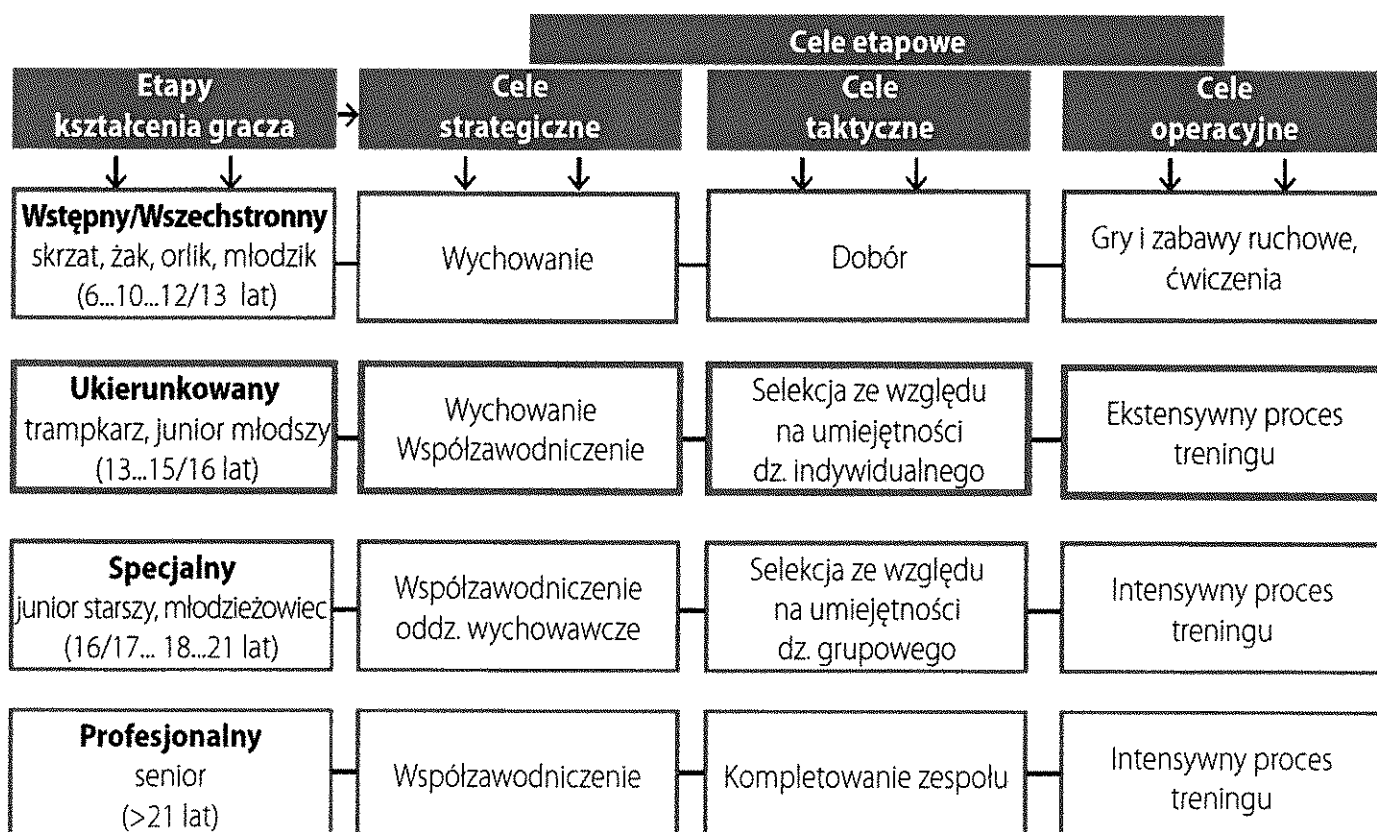 Cele etapowe
Etapy
kształcenia gracza
Cele
strategiczne
Cele
taktyczne
Cele
operacyjne
Wstępny/Wszechstronny
skrzat, żak, orlik, młodzik
(6...10...12/13 lat)
Wychowanie
Dobór
Gry i zabawy ruchowe,
ćwiczenia
Ukierunkowany
trampkarz, junior młodszy
(13...15/16 lat)
Wychowanie
Współzawodniczenie
Selekcja ze względu
na umiejętności
dz. indywidualnego
Ekstensywny proces
treningu
Specjalny
junior starszy, młodzieżowiec
(16/17... 18...21 lat)
Współzawodniczenie
oddz. wychowawcze
Selekcja ze względu
na umiejętności
dz. grupowego
Intensywny proces
treningu
Profesjonalny
senior
(>21 lat)
Współzawodniczenie
Kompletowanie zespołu
Intensywny proces
treningu